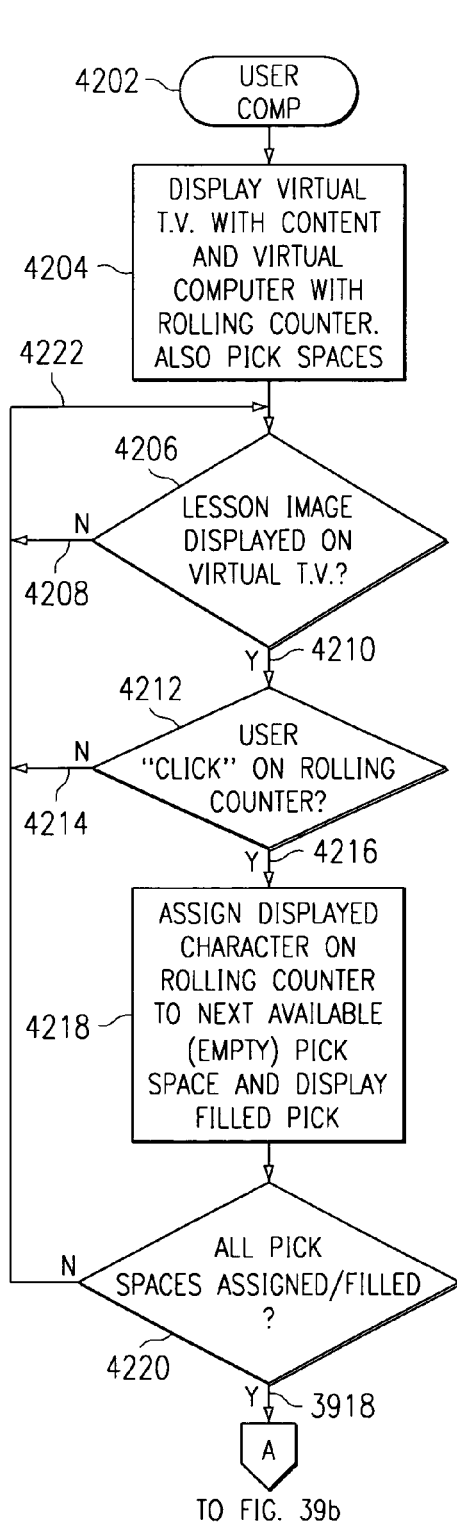 4202
USER
COMP
DISPLAY VIRTUAL
T.V. WITH CONTENT
AND VIRTUAL
COMPUTER WITH
ROLLING COUNTER.
ALSO PICK SPACES
4204
4222
4206
LESSON IMAGE
DISPLAYED ON
VIRTUAL T.V.?
N
4208
Y
4210
4212
USER
"CLICK" ON ROLLING
COUNTER?
N
4214
Y
4216
ASSIGN DISPLAYED
CHARACTER ON
ROLLING COUNTER
TO NEXT AVAILABLE
(EMPTY) PICK
SPACE AND DISPLAY
FILLED PICK
4218
ALL PICK
SPACES ASSIGNED/FILLED
?
N
4220
Y
3918
A
TO FIG. 39b